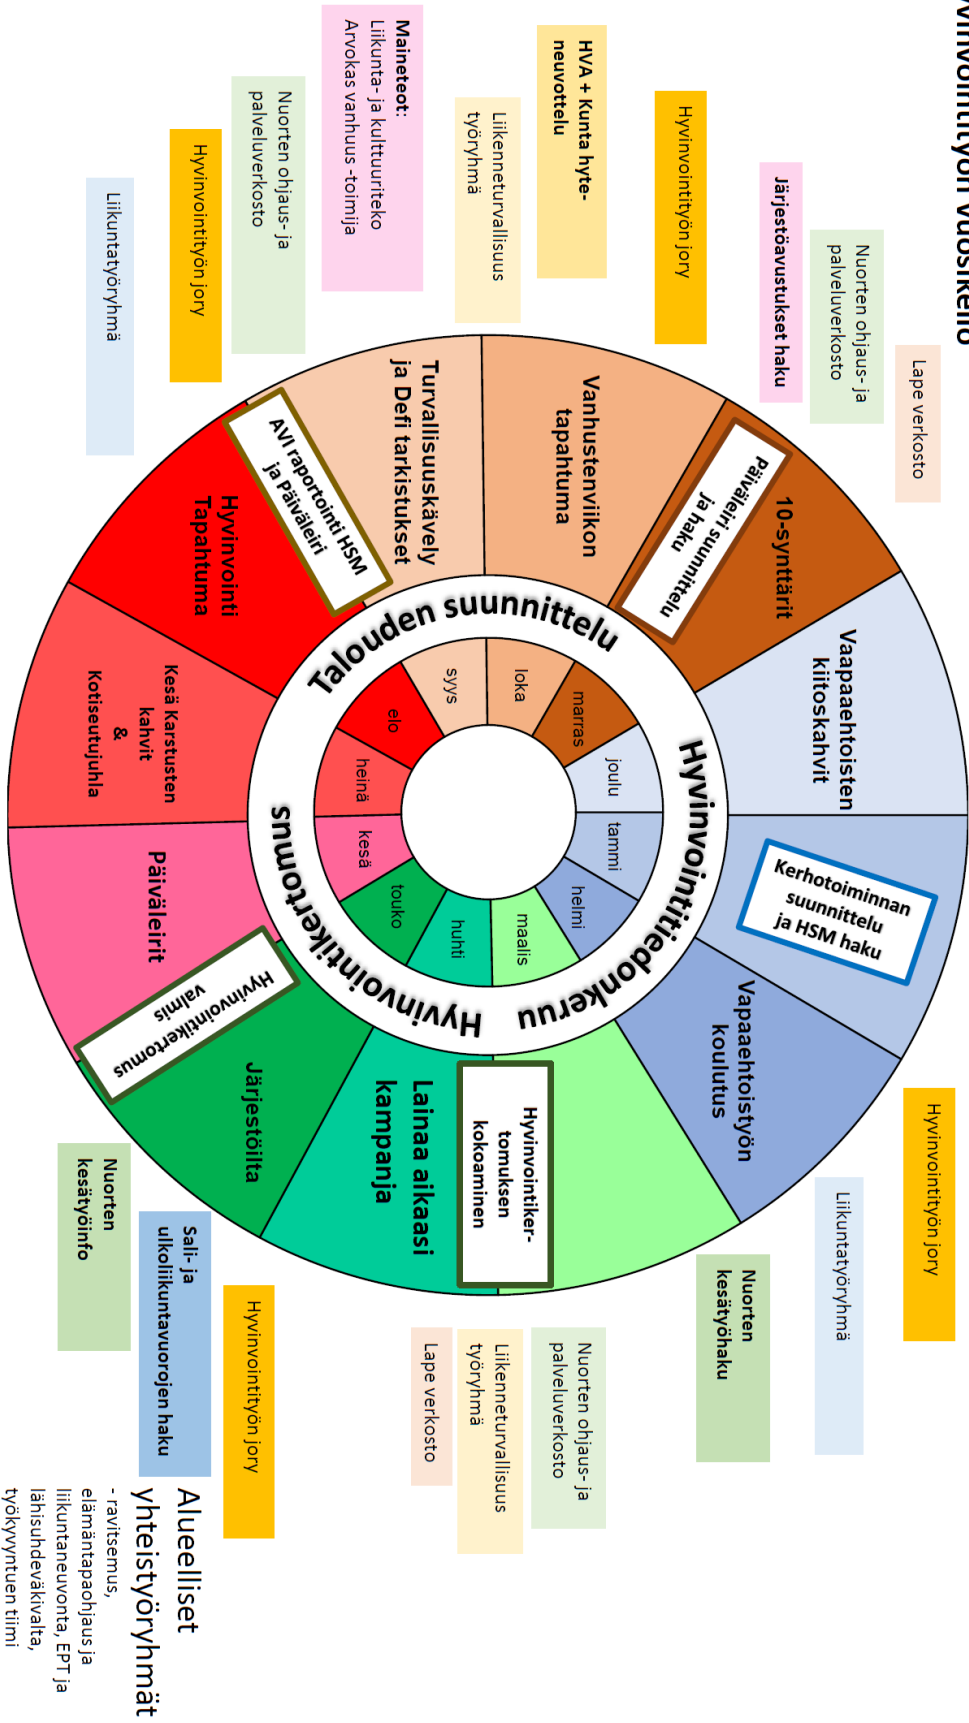 Lape verkosto
Nuorten ohjaus- ja
palveluverkosto
Järjestöavustukset haku
Hyvinvointityön jory
HVA + Kunta hyte-
neuvottelu
Liikenneturvallisuus
työryhmä
Maineteot:
Liikunta- ja kulttuuriteko
Arvokas vanhuus -toimija
Nuorten ohjaus- ja
palveluverkosto
Hyvinvointityön jory
Liikuntatyöryhmä
Vaapaaehtoisten
kiitoskahvit
10-synttärit
Päiväleiri suunnittelu
ja haku
Vanhustenviikon
tapahtuma
Turvallisuuskävely
ja Defi tarkistukset
AVI raportointi HSM
ja Päiväleiri
Hyvinvointi
Tapahtuma
Kesä Karstusten
kahvit
&
Kotiseutujuhla
Päiväleirit
Hyvinvointikertomus
valmis
Järjestöilta
Lainaa aikaasi
kampanja
Hyvinvointiker-
tomuksen
kokoaminen
Vapaaehtoistyön
koulutus
Kerhotoiminnan
suunnittelu
ja HSM haku
Talouden suunnittelu
Hyvinvointitiedonkeruu
Hyvinvointikertomus
tammi
helmi
maalis
huhti
touko
kesä
heinä
elo
syys
loka
marras
joulu
Hyvinvointityön jory
Liikuntatyöryhmä
Nuorten
kesätyöhaku
Nuorten ohjaus- ja
palveluverkosto
Liikenneturvallisuus
työryhmä
Lape verkosto
Hyvinvointityön jory
Sali- ja
ulkoliikuntavuorojen haku
Nuorten
kesätyöinfo
Alueelliset
yhteistyöryhmät
- ravitsemus,
elämäntapaohjaus ja
liikuntaneuvonta, EPT ja
lähisuhdeväkivalta,
työkyvyntuen tiimi